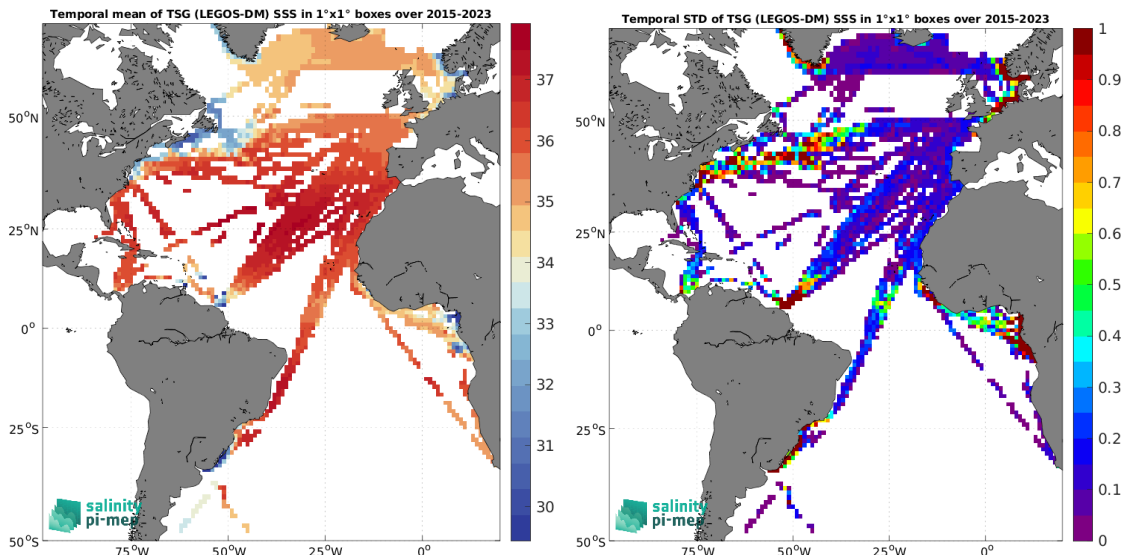 Temporal mean of TSG (LEGOS-DM) SSS in 1°x1° boxes over 2015-2023
50°N
25°N
0°
25°S
50°S
75°W
50°W
25°W
0°
37
36
35
34
33
32
31
30
salinity
pi-mep
Temporal STD of TSG (LEGOS-DM) SSS in 1°x1° boxes over 2015-2023
50°N
25°N
0°
25°S
50°S
75°W
50°W
25°W
0°
1
0.9
0.8
0.7
0.6
0.5
0.4
0.3
0.2
0.1
0
salinity
pi-mep